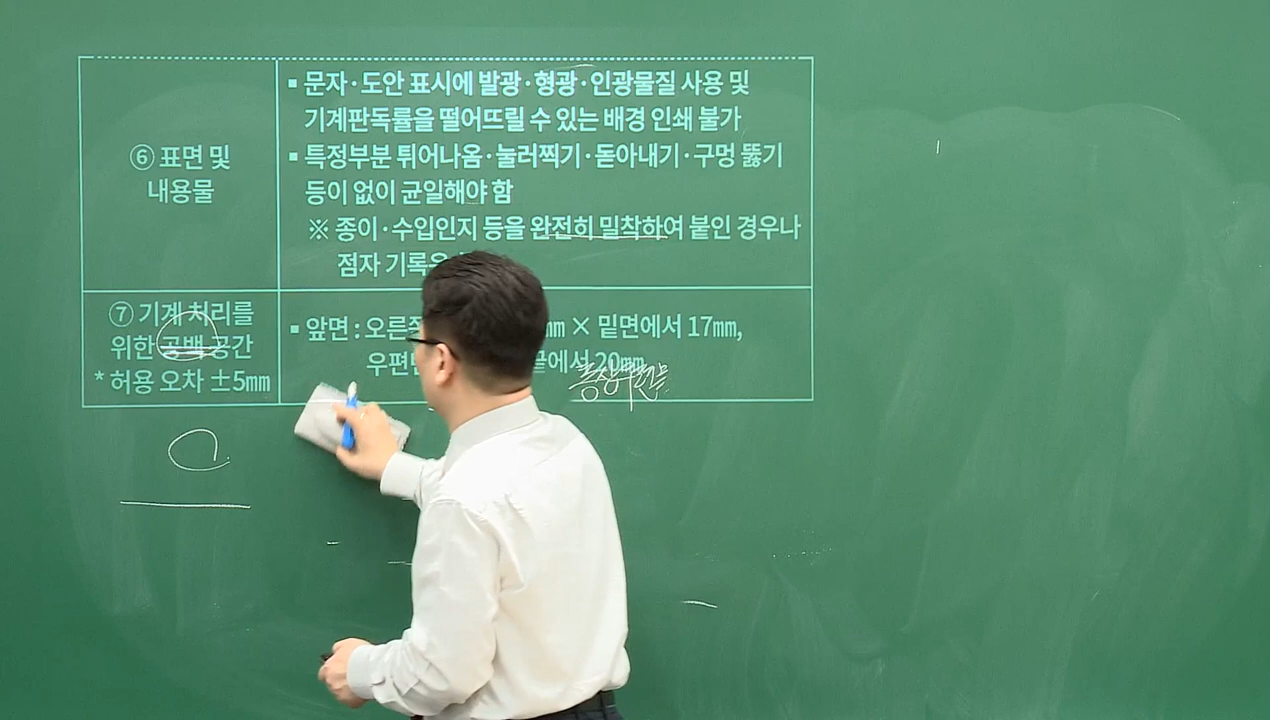 ⑥ 표면 및
내용물
▪ 문자·도안 표시에 발광·형광·인광물질 사용 및
기계판독률을 떨어뜨릴 수 있는 배경 인쇄 불가
▪ 특정부분 튀어나옴·눌러찍기·돋아내기·구멍 뚫기
등이 없이 균일해야 함
※ 종이·수입인지 등을 완전히 밀착하여 붙인 경우나
점자 기록은
⑦ 기계 처리를
위한 공백 공간
* 허용 오차 ±5㎜
▪ 앞면 : 오른쪽 ㎜ × 밑면에서 17㎜,
우편번 끝에서 20㎜